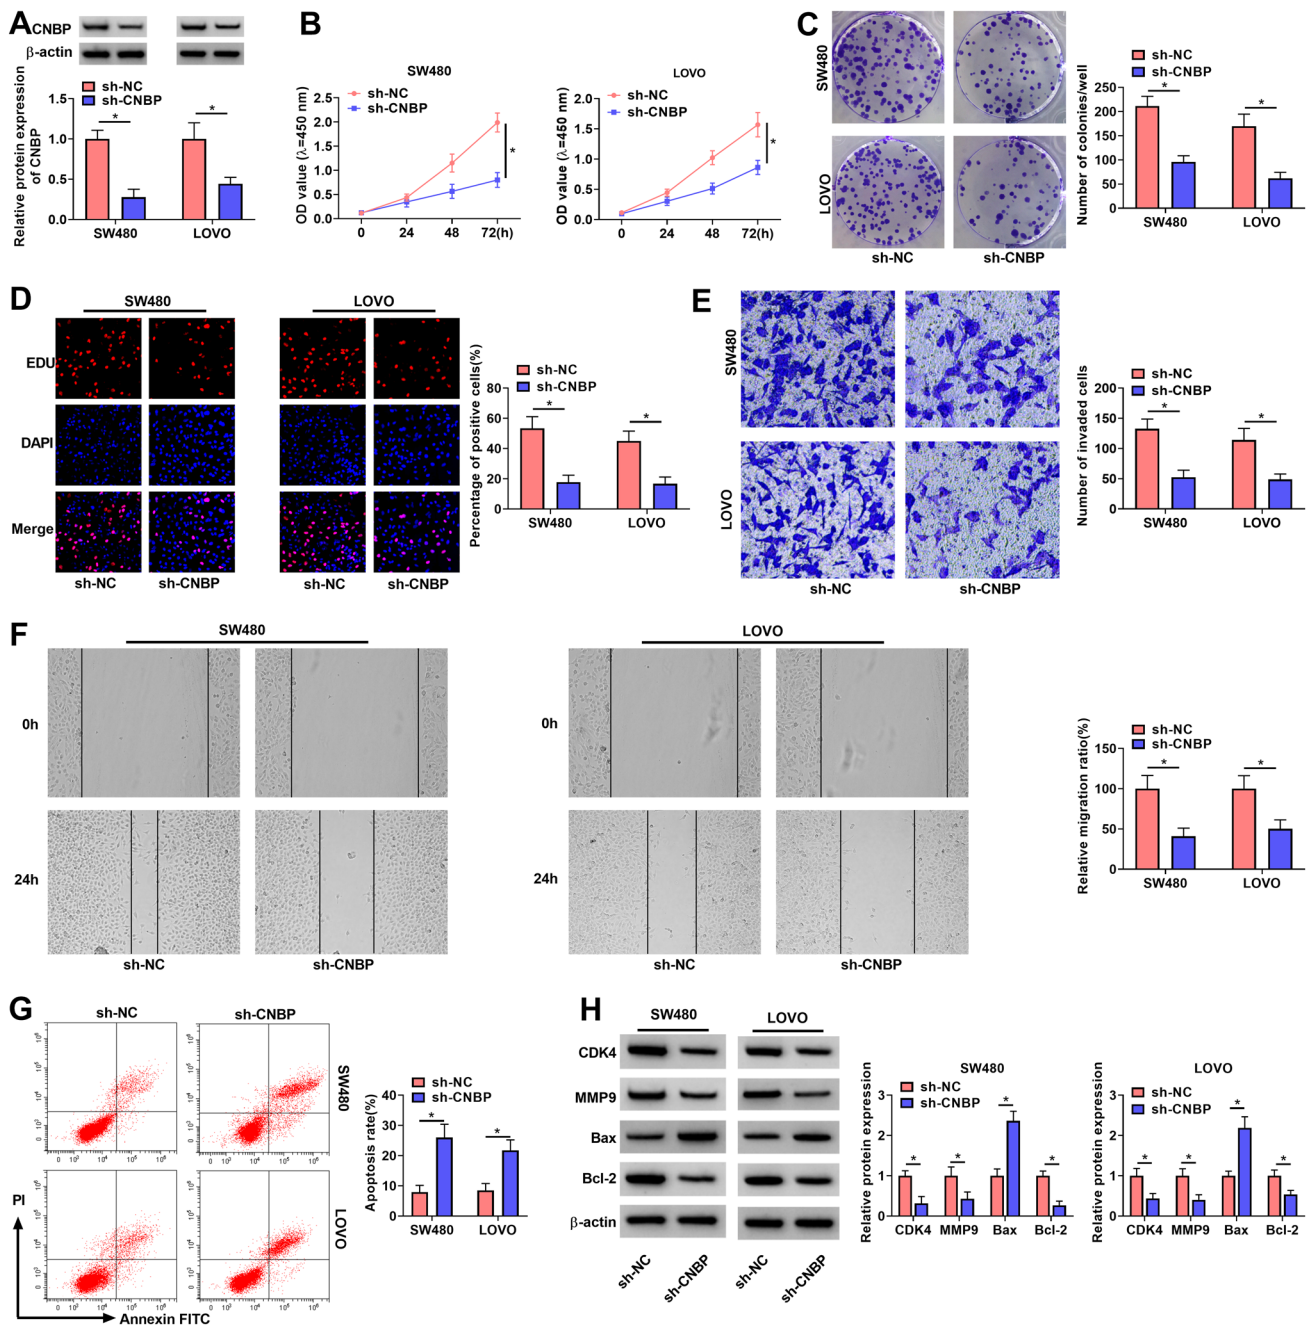 A
CNBP
β-actin
sh-NC
sh-CNBP
Relative protein expression
of CNBP
1.5
1.0
0.5
0.0
*
*
SW480
LOVO
B
SW480
sh-NC
sh-CNBP
OD value (λ=450 nm)
2.5
2.0
1.5
1.0
0.5
0.0
*
0
24
48
72(h)
LOVO
sh-NC
sh-CNBP
OD value (λ=450 nm)
2.0
1.5
1.0
0.5
0.0
*
0
24
48
72(h)
C
SW480
LOVO
sh-NC
sh-CNBP
sh-NC
sh-CNBP
Number of colonies/well
250
200
150
100
50
0
*
*
SW480
LOVO
D
SW480
LOVO
EDU
DAPI
Merge
sh-NC
sh-CNBP
sh-NC
sh-CNBP
sh-NC
sh-CNBP
Percentage of positive cells(%)
80
60
40
20
0
*
*
SW480
LOVO
E
SW480
LOVO
sh-NC
sh-CNBP
sh-NC
sh-CNBP
Number of invaded cells
200
150
100
50
0
*
*
SW480
LOVO
F
SW480
LOVO
0h
0h
24h
24h
sh-NC
sh-CNBP
sh-NC
sh-CNBP
sh-NC
sh-CNBP
Relative migration ratio(%)
150
100
50
0
*
*
SW480
LOVO
G
sh-NC
sh-CNBP
SW480
LOVO
PI
Annexin FITC
sh-NC
sh-CNBP
Apoptosis rate(%)
40
30
20
10
0
*
*
SW480
LOVO
H
SW480
LOVO
CDK4
MMP9
Bax
Bcl-2
β-actin
sh-NC
sh-CNBP
sh-NC
sh-CNBP
SW480
sh-NC
sh-CNBP
Relative protein expression
3
2
1
0
*
*
*
*
CDK4
MMP9
Bax
Bcl-2
LOVO
sh-NC
sh-CNBP
Relative protein expression
3
2
1
0
*
*
*
*
CDK4
MMP9
Bax
Bcl-2